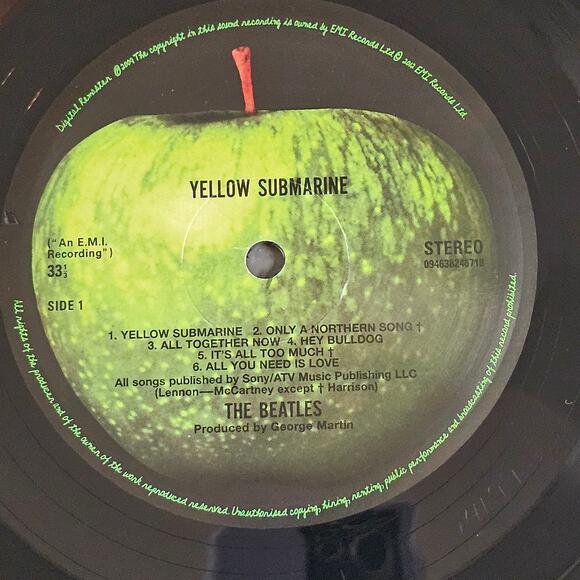 Digital Remaster ℗2009 The copyright in this sound recording is owned by EMI Records Ltd © 2012 EMI Records Ltd.
YELLOW SUBMARINE
("An E.M.I.
Recording")
33⅓
STEREO
094638246718
SIDE 1
1. YELLOW SUBMARINE 2. ONLY A NORTHERN SONG †
3. ALL TOGETHER NOW 4. HEY BULLDOG
5. IT'S ALL TOO MUCH †
6. ALL YOU NEED IS LOVE
All songs published by Sony/ATV Music Publishing LLC
(Lennon—McCartney except † Harrison)
THE BEATLES
Produced by George Martin
All rights of the producer and of the owner of the work reproduced reserved. Unauthorised copying, hiring, renting, public performance and broadcasting of this record prohibited.